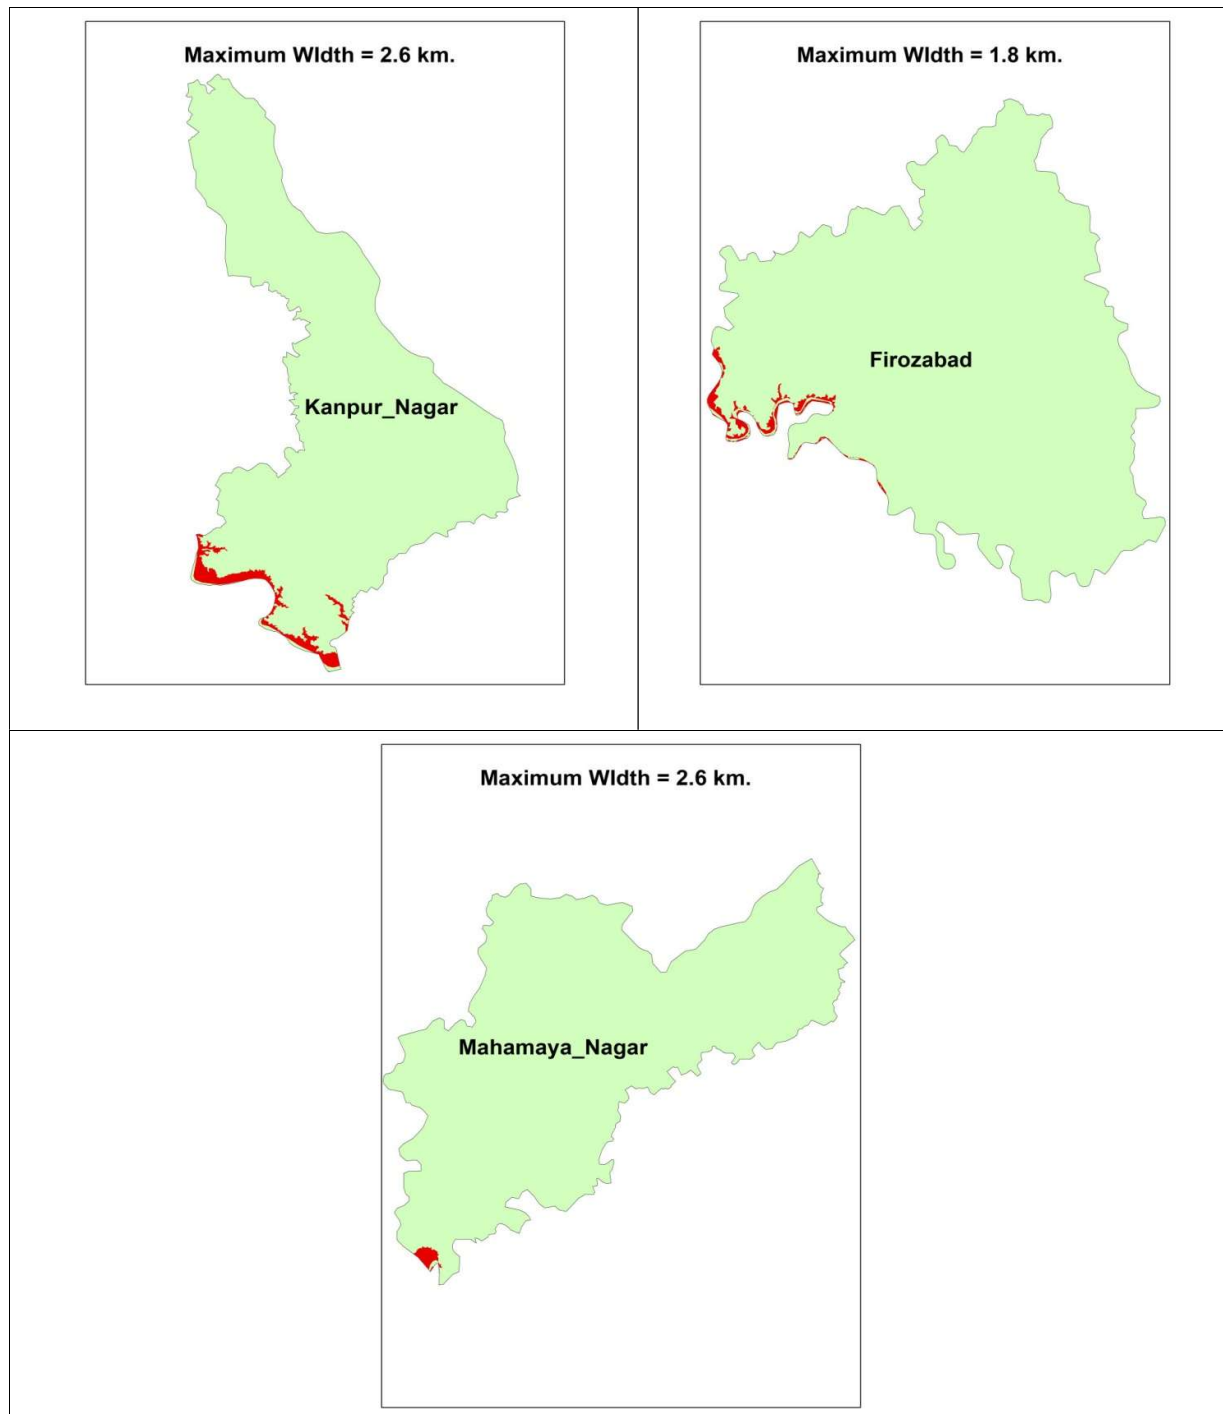 Maximum WIdth = 2.6 km.
Kanpur_Nagar
Maximum WIdth = 1.8 km.
Firozabad
Maximum WIdth = 2.6 km.
Mahamaya_Nagar